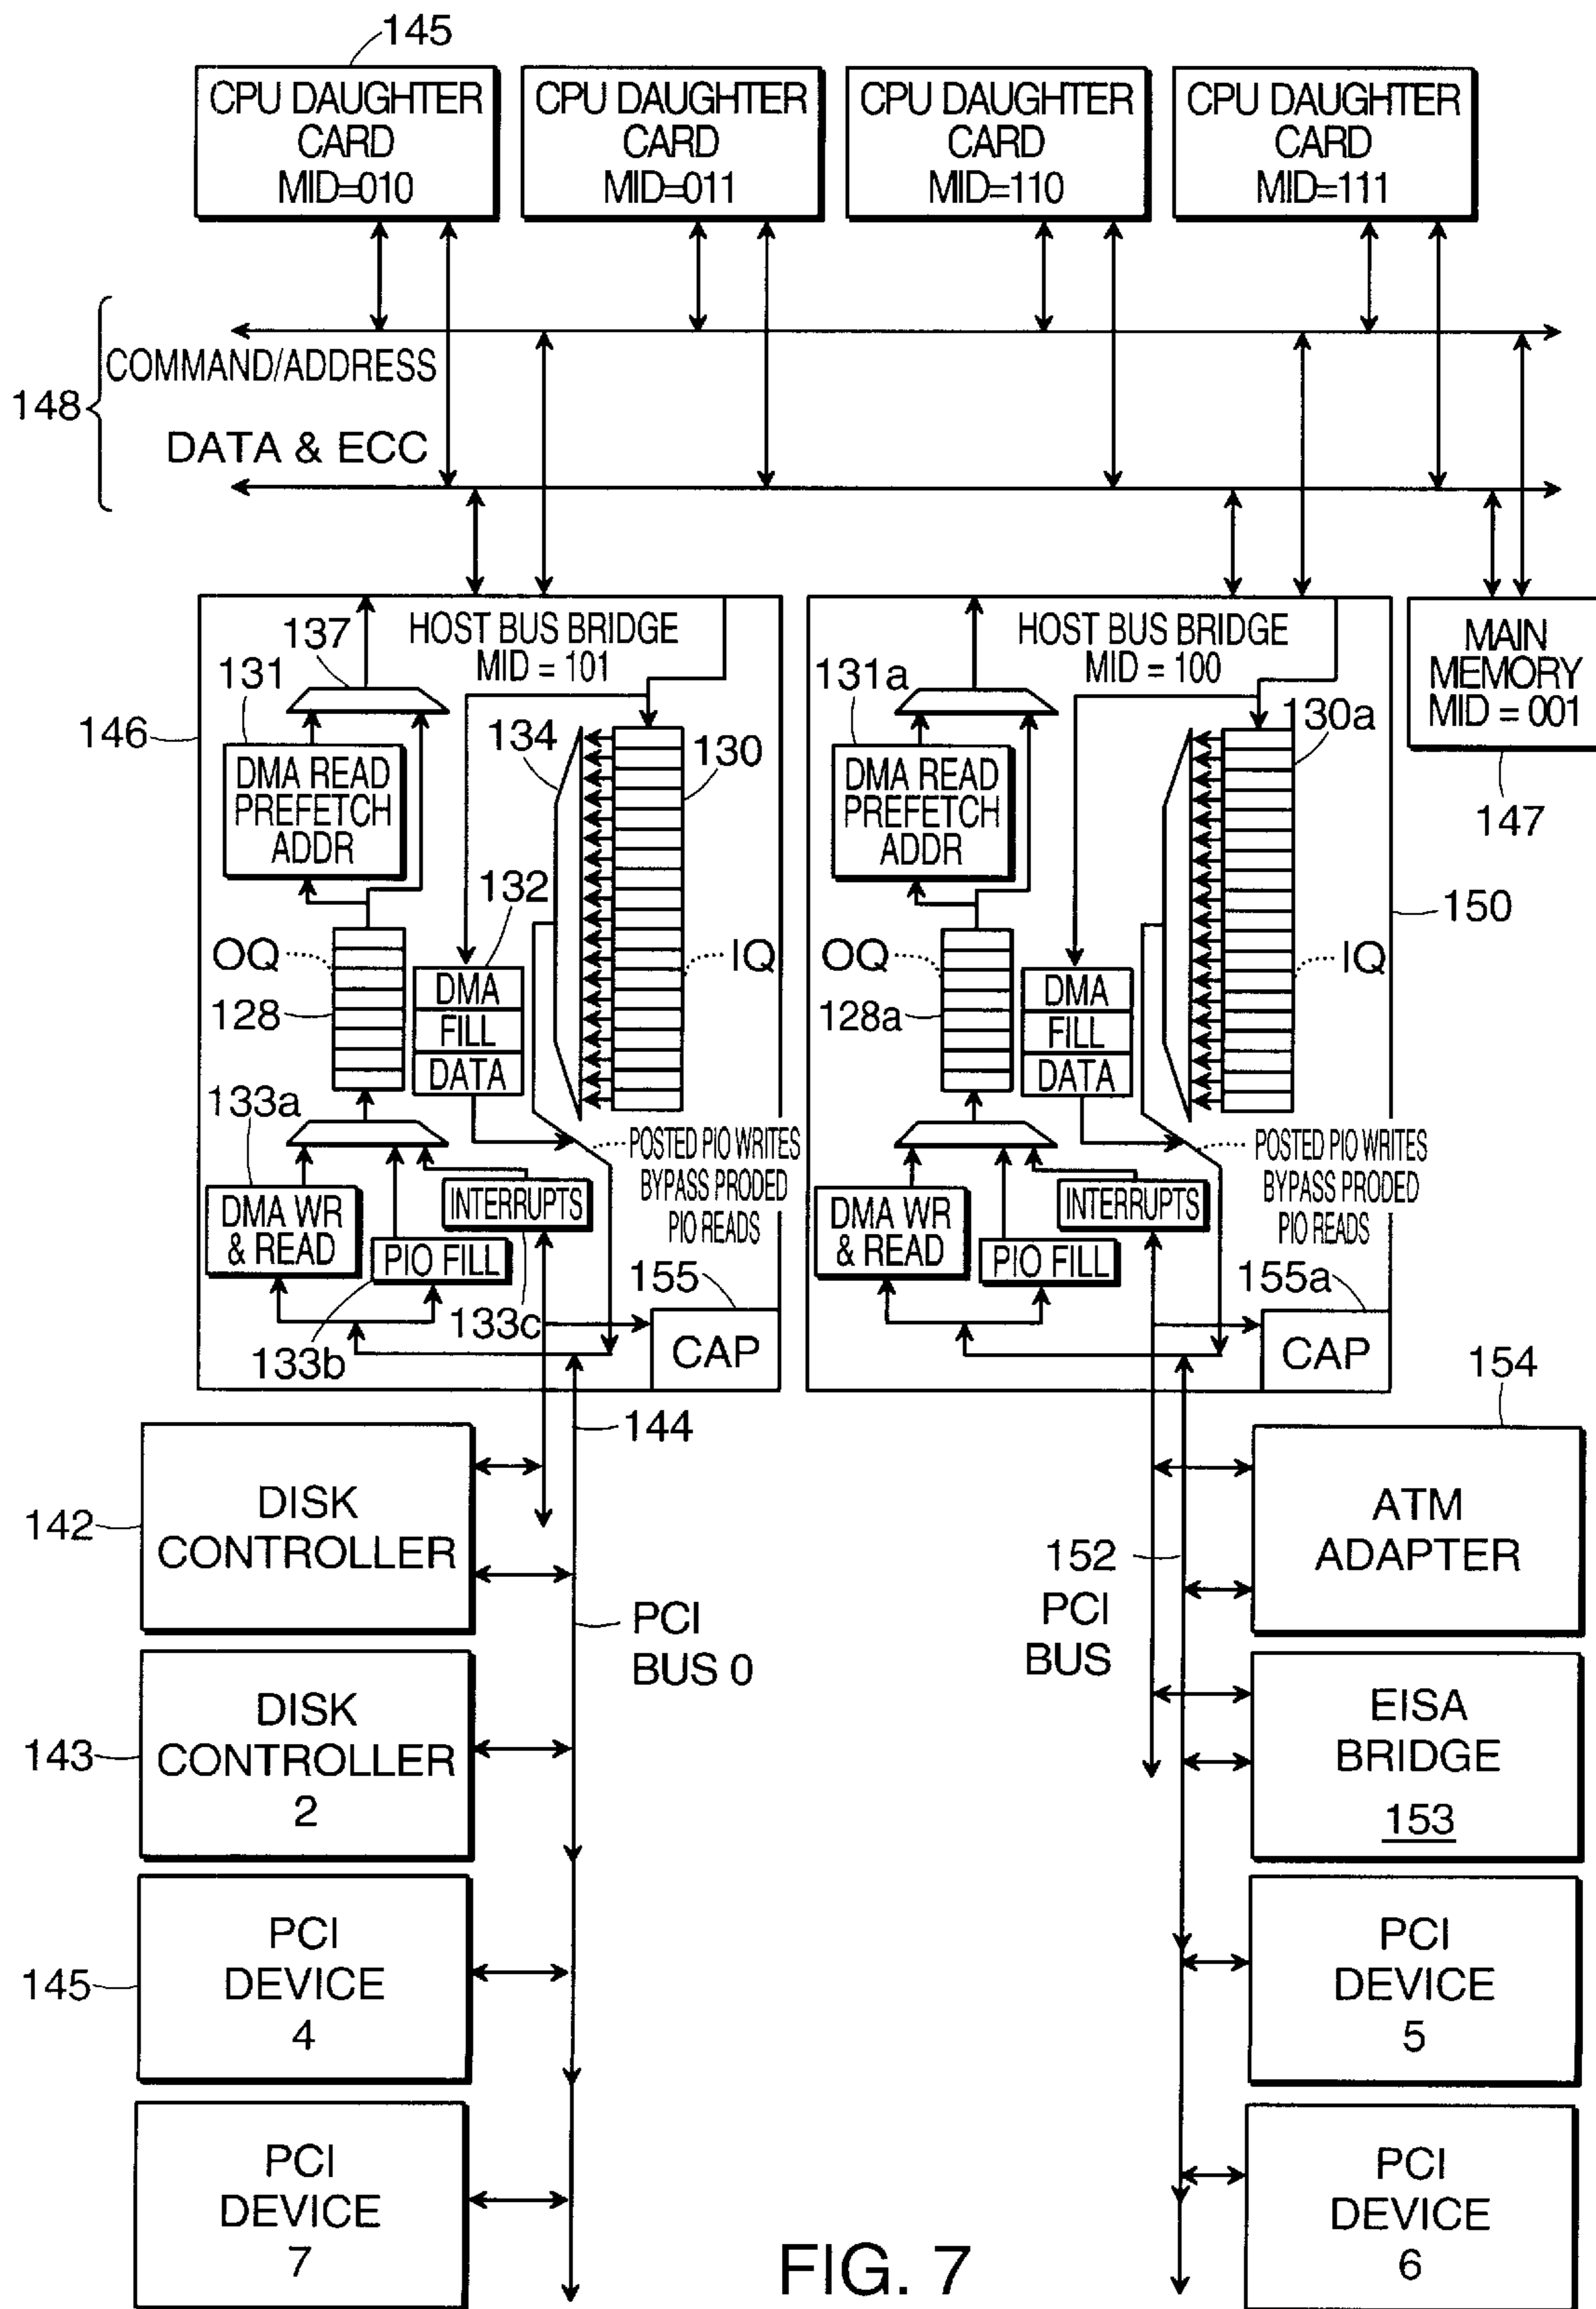 145
CPU DAUGHTER
CARD
MID=010
CPU DAUGHTER
CARD
MID=011
CPU DAUGHTER
CARD
MID=110
CPU DAUGHTER
CARD
MID=111
148
COMMAND/ADDRESS
DATA & ECC
146
HOST BUS BRIDGE
MID = 101
137
131
DMA READ
PREFETCH
ADDR
134
130
132
OQ
IQ
128
DMA
FILL
DATA
133a
DMA WR
& READ
PIO FILL
INTERRUPTS
POSTED PIO WRITES
BYPASS PRODED
PIO READS
133b
133c
155
CAP
HOST BUS BRIDGE
MID = 100
131a
DMA READ
PREFETCH
ADDR
130a
150
OQ
IQ
128a
DMA
FILL
DATA
DMA WR
& READ
PIO FILL
INTERRUPTS
POSTED PIO WRITES
BYPASS PRODED
PIO READS
155a
CAP
MAIN
MEMORY
MID = 001
147
144
142
DISK
CONTROLLER
PCI
BUS 0
143
DISK
CONTROLLER
2
145
PCI
DEVICE
4
PCI
DEVICE
7
154
ATM
ADAPTER
152
PCI
BUS
EISA
BRIDGE
153
PCI
DEVICE
5
PCI
DEVICE
6
FIG. 7